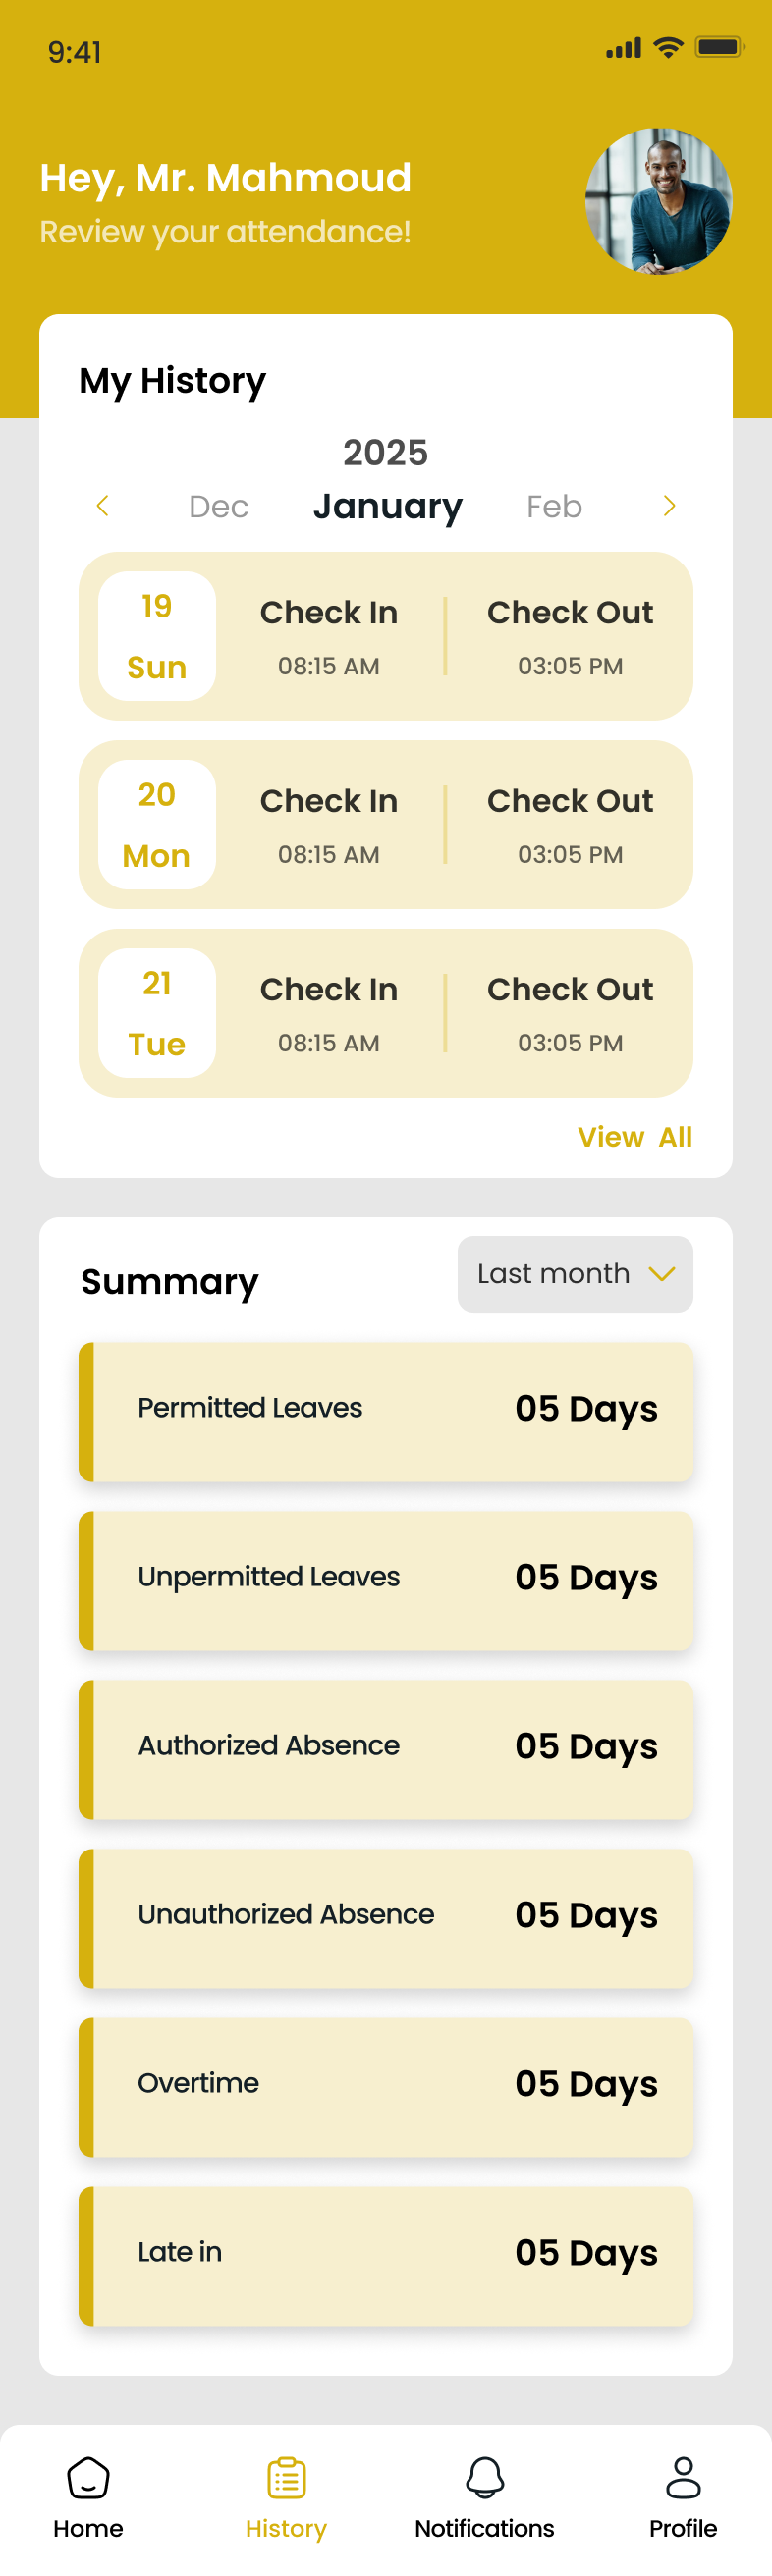 9:41
Hey, Mr. Mahmoud
Review your attendance!
My History
2025
Dec January Feb
19 Check In Check Out
Sun 08:15 AM 03:05 PM
20 Check In Check Out
Mon 08:15 AM 03:05 PM
21 Check In Check Out
Tue 08:15 AM 03:05 PM
View All
Summary Last month
Permitted Leaves 05 Days
Unpermitted Leaves 05 Days
Authorized Absence 05 Days
Unauthorized Absence 05 Days
Overtime 05 Days
Late in 05 Days
Home History Notifications Profile